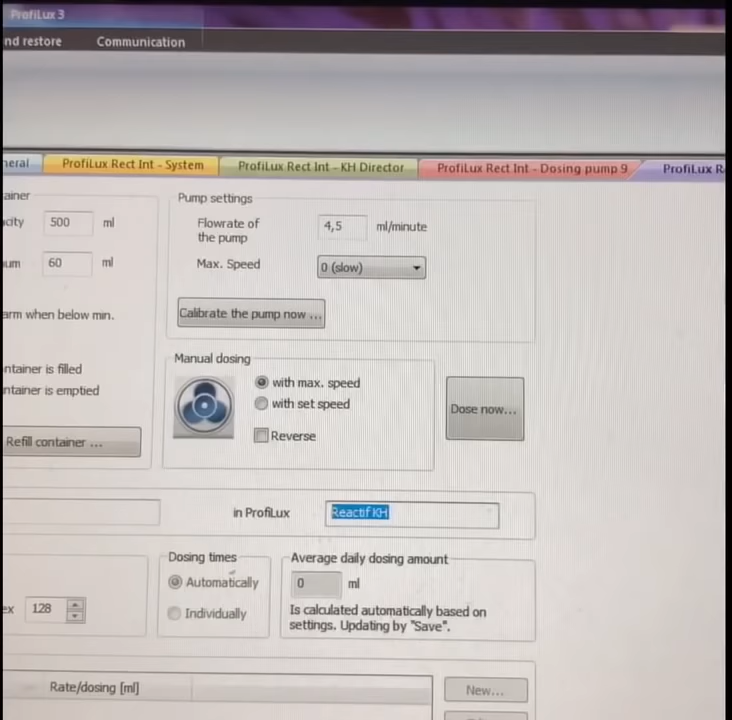 ProfiLux 3
nd restore Communication
neral ProfiLux Rect Int - System ProfiLux Rect Int - KH Director ProfiLux Rect Int - Dosing pump 9 ProfiLux R
ainer
Pump settings
city 500 ml
Flowrate of
the pump
4,5 ml/minute
um 60 ml
Max. Speed 0 (slow)
arm when below min.
Calibrate the pump now ...
Manual dosing
ntainer is filled
ntainer is emptied
with max. speed
with set speed
Reverse
Dose now...
Refill container ...
in ProfiLux Reactif KH
Dosing times
Automatically
Individually
Average daily dosing amount
0 ml
Is calculated automatically based on
settings. Updating by "Save".
ex 128
Rate/dosing [ml]
New...